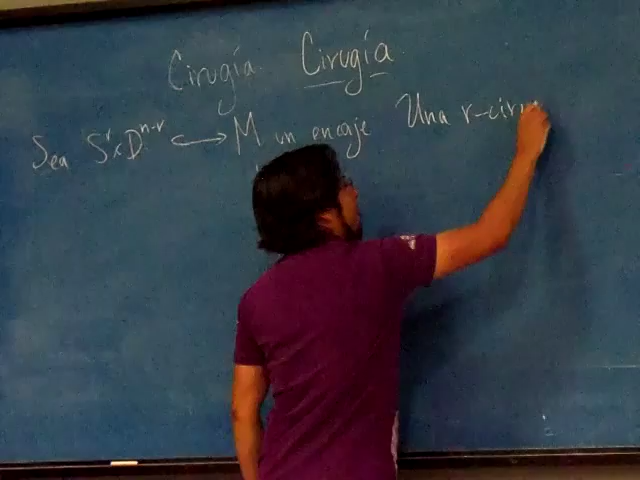 Cirugía Cirugía
Sea S^r x D^{n-r} ↪ M un encaje Una r-ciru